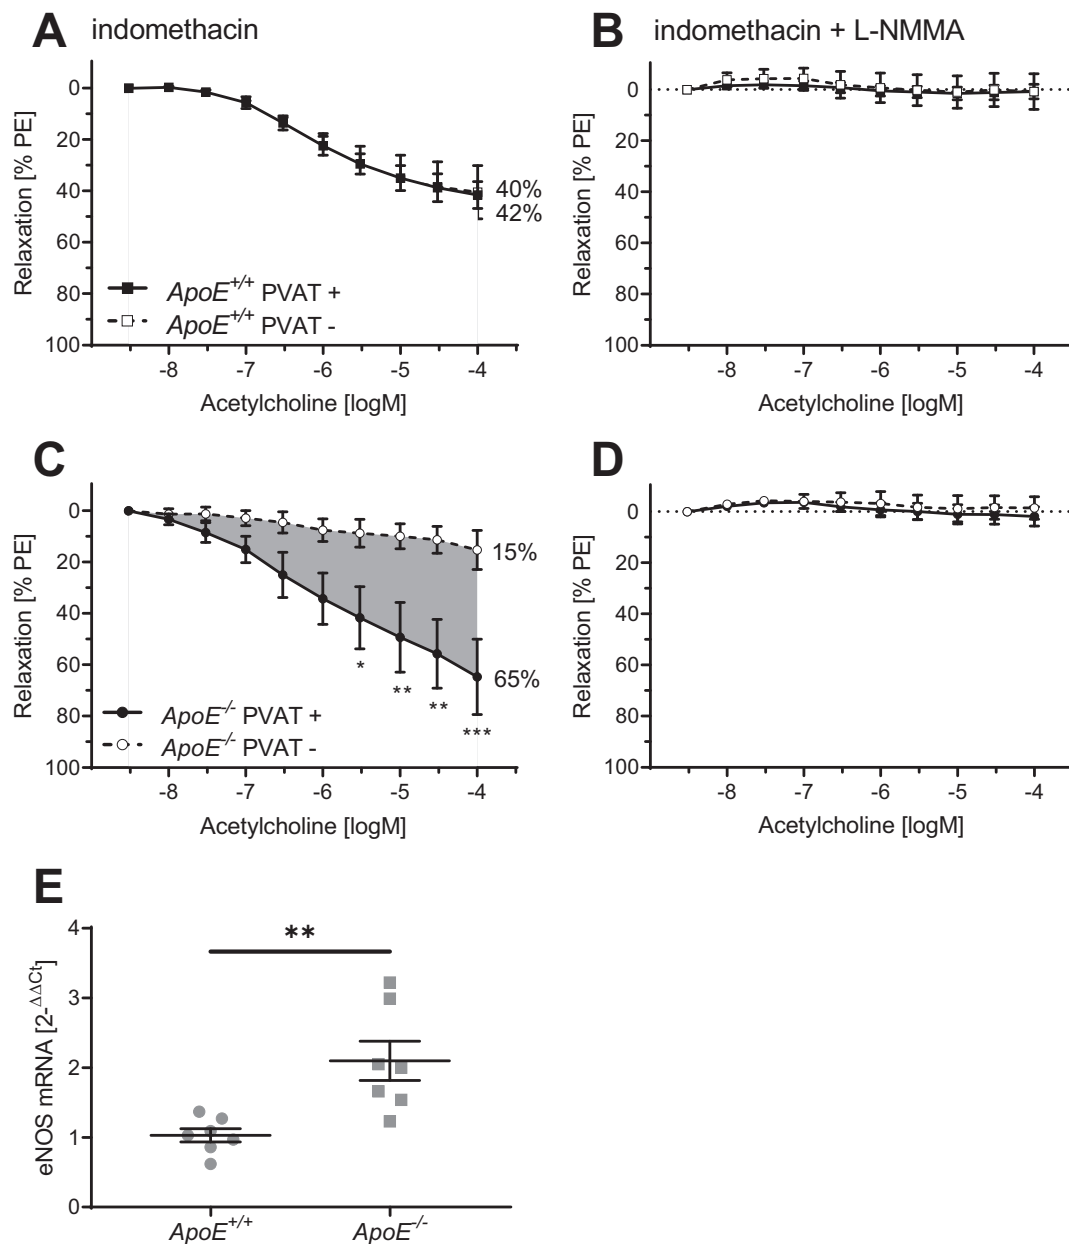 A indomethacin
0
20
40
60
80
100
Relaxation [% PE]
40%
42%
ApoE+/+ PVAT +
ApoE+/+ PVAT -
-8 -7 -6 -5 -4
Acetylcholine [logM]
B indomethacin + L-NMMA
0
20
40
60
80
100
Relaxation [% PE]
-8 -7 -6 -5 -4
Acetylcholine [logM]
C
0
20
40
60
80
100
Relaxation [% PE]
15%
65%
* ** ** ***
ApoE-/- PVAT +
ApoE-/- PVAT -
-8 -7 -6 -5 -4
Acetylcholine [logM]
D
0
20
40
60
80
100
Relaxation [% PE]
-8 -7 -6 -5 -4
Acetylcholine [logM]
E
4
3
2
1
0
eNOS mRNA [2-ΔΔCt]
**
ApoE+/+ ApoE-/-